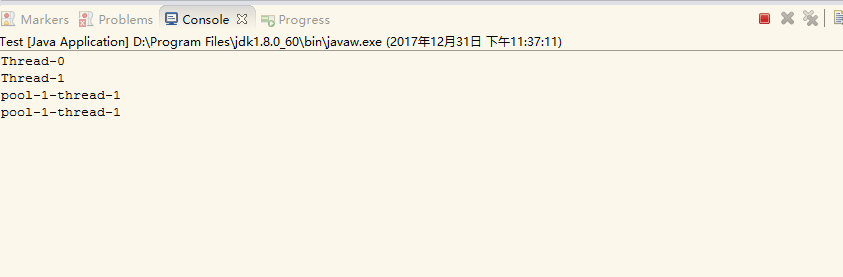 Markers Problems Console Progress
Test [Java Application] D:\Program Files\jdk1.8.0_60\bin\javaw.exe (2017年12月31日 下午11:37:11)
Thread-0
Thread-1
pool-1-thread-1
pool-1-thread-1